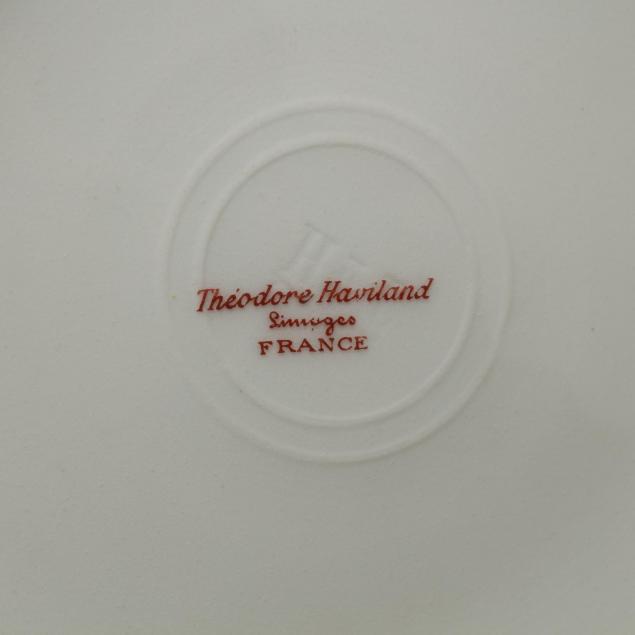 Théodore Haviland
Limoges
FRANCE